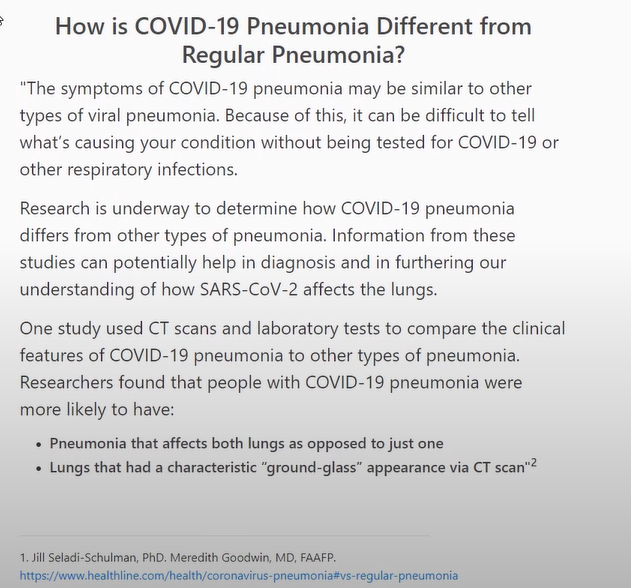 How is COVID-19 Pneumonia Different from
Regular Pneumonia?
"The symptoms of COVID-19 pneumonia may be similar to other
types of viral pneumonia. Because of this, it can be difficult to tell
what's causing your condition without being tested for COVID-19 or
other respiratory infections.
Research is underway to determine how COVID-19 pneumonia
differs from other types of pneumonia. Information from these
studies can potentially help in diagnosis and in furthering our
understanding of how SARS-CoV-2 affects the lungs.
One study used CT scans and laboratory tests to compare the clinical
features of COVID-19 pneumonia to other types of pneumonia.
Researchers found that people with COVID-19 pneumonia were
more likely to have:
• Pneumonia that affects both lungs as opposed to just one
• Lungs that had a characteristic "ground-glass" appearance via CT scan"2
1. Jill Seladi-Schulman, PhD. Meredith Goodwin, MD, FAAFP.
https://www.healthline.com/health/coronavirus-pneumonia#vs-regular-pneumonia